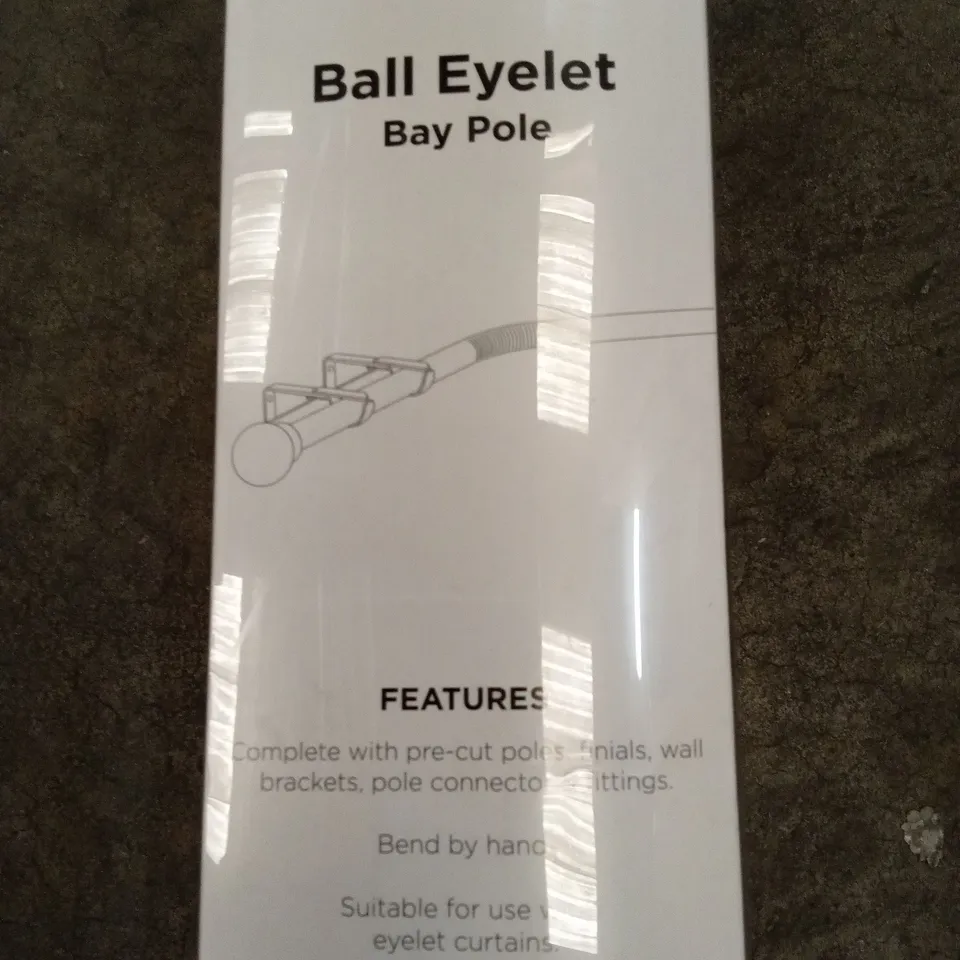 Ball Eyelet
Bay Pole
FEATURES
Complete with pre-cut poles, finials, wall
brackets, pole connecto ittings.
Bend by hand
Suitable for use
eyelet curtains.